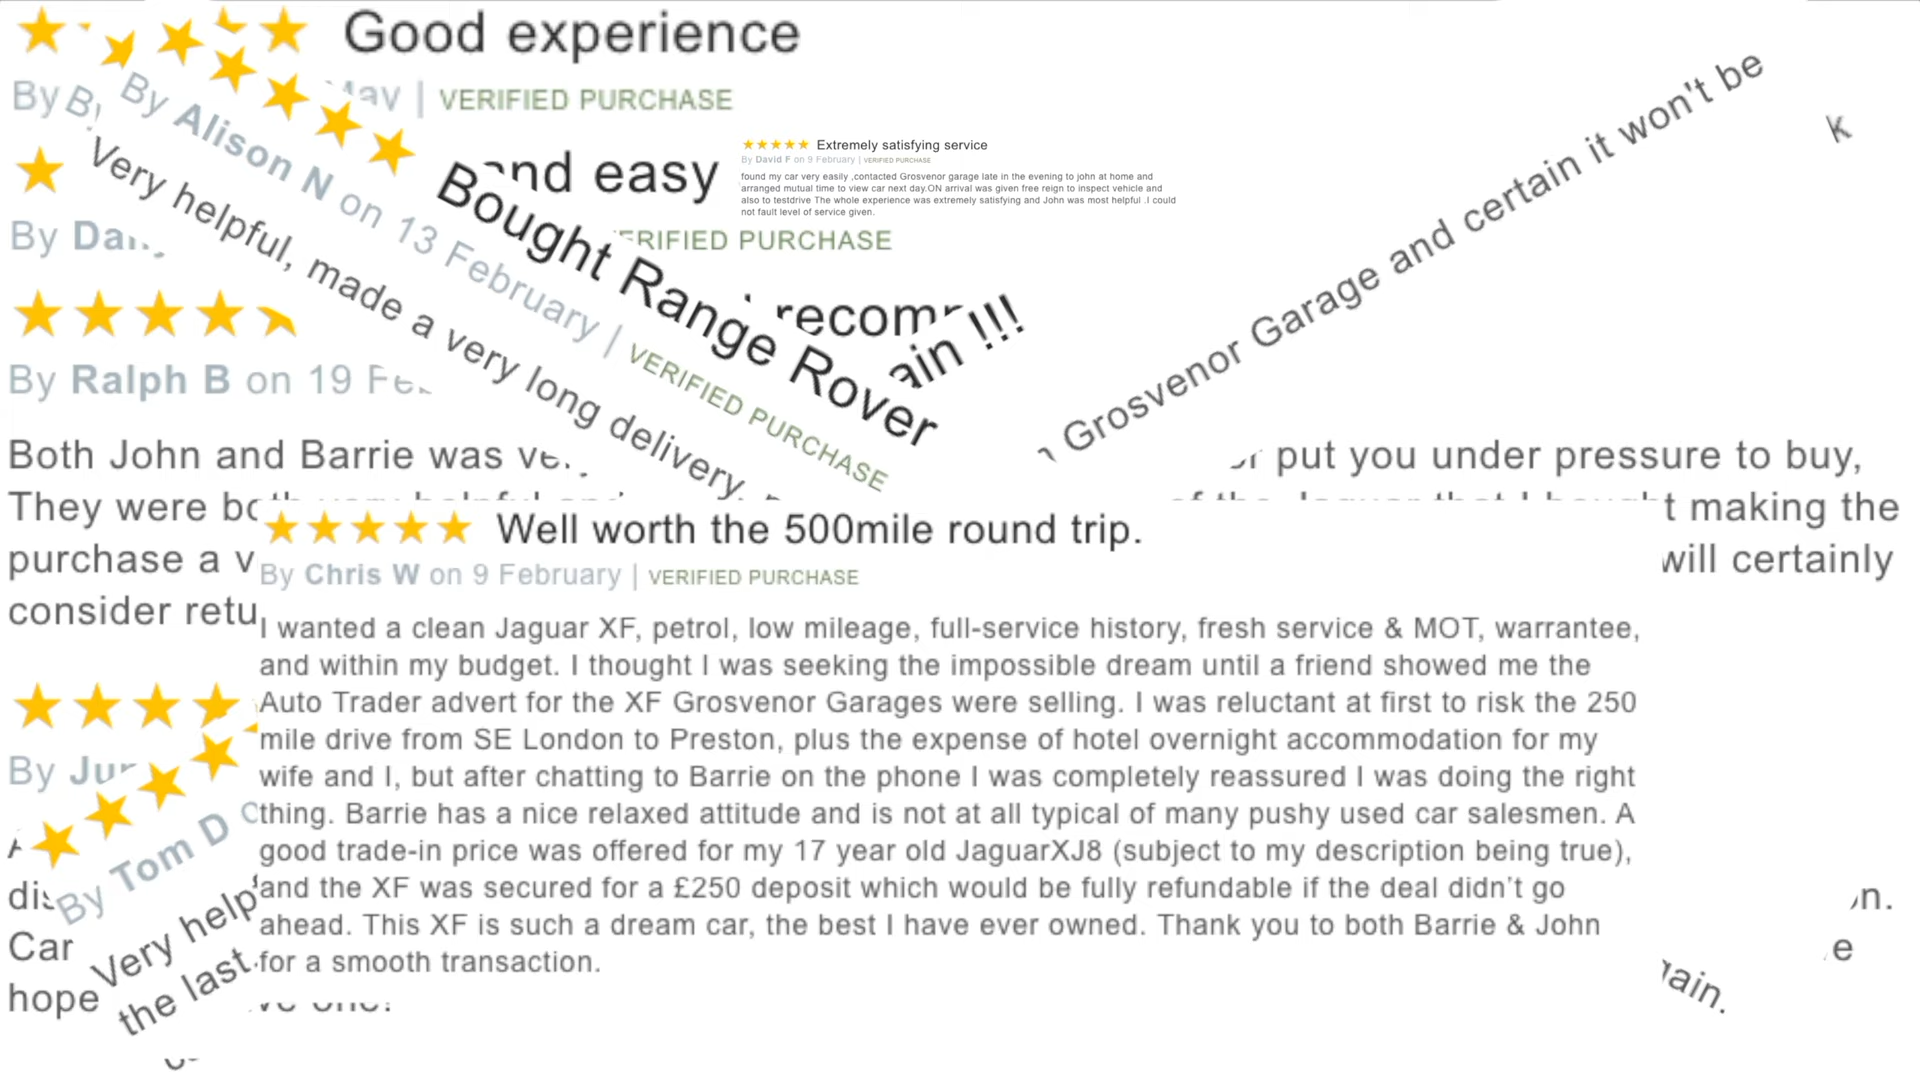 Good experience
By
By
By Alison N on 13 February | VERIFIED PURCHASE
May | VERIFIED PURCHASE
and easy
Bought Range Rover
Very helpful, made a very long delivery
Extremely satisfying service
By David F on 9 February | VERIFIED PURCHASE
found my car very easily ,contacted Grosvenor garage late in the evening to john at home and
arranged mutual time to view car next day.ON arrival was given free reign to inspect vehicle and
also to testdrive The whole experience was extremely satisfying and John was most helpful .I could
not fault level of service given.
By
VERIFIED PURCHASE
!!!
Grosvenor Garage and certain it won't be
By Ralph B on 19
Both John and Barrie was
put you under pressure to buy,
They were
making the
purchase a
will certainly
consider
Well worth the 500mile round trip.
By Chris W on 9 February | VERIFIED PURCHASE
I wanted a clean Jaguar XF, petrol, low mileage, full-service history, fresh service & MOT, warrantee,
and within my budget. I thought I was seeking the impossible dream until a friend showed me the
Auto Trader advert for the XF Grosvenor Garages were selling. I was reluctant at first to risk the 250
mile drive from SE London to Preston, plus the expense of hotel overnight accommodation for my
wife and I, but after chatting to Barrie on the phone I was completely reassured I was doing the right
thing. Barrie has a nice relaxed attitude and is not at all typical of many pushy used car salesmen. A
good trade-in price was offered for my 17 year old JaguarXJ8 (subject to my description being true),
and the XF was secured for a £250 deposit which would be fully refundable if the deal didn't go
ahead. This XF is such a dream car, the best I have ever owned. Thank you to both Barrie & John
for a smooth transaction.
By
By Tom D
Very
the last
Car
hope